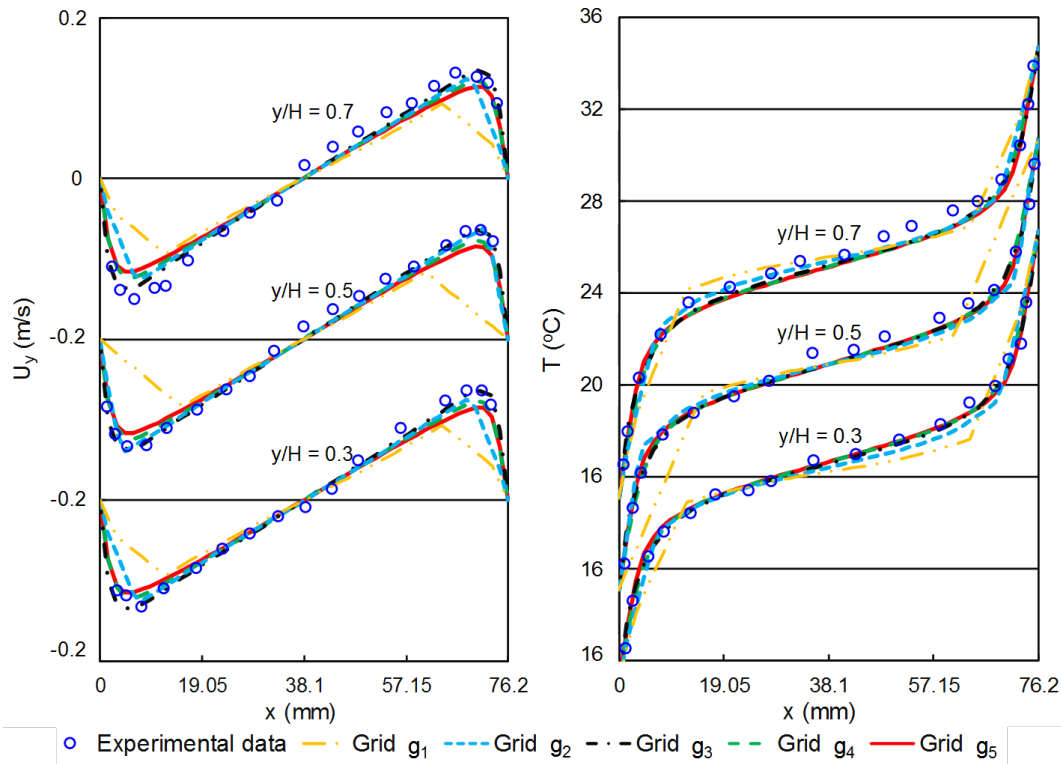 0.2
0
-0.2
-0.2
-0.2
U_y (m/s)
y/H = 0.7
y/H = 0.5
y/H = 0.3
0 19.05 38.1 57.15 76.2
x (mm)
36
32
28
24
20
16
16
16
T (ºC)
y/H = 0.7
y/H = 0.5
y/H = 0.3
0 19.05 38.1 57.15 76.2
x (mm)
Experimental data Grid g₁ Grid g₂ Grid g₃ Grid g₄ Grid g₅